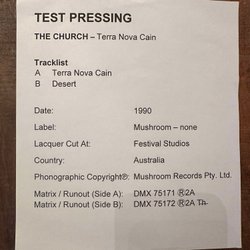 TEST PRESSING
THE CHURCH – Terra Nova Cain
Tracklist
A Terra Nova Cain
B Desert
Date: 1990
Label: Mushroom – none
Lacquer Cut At: Festival Studios
Country: Australia
Phonographic Copyright℗: Mushroom Records Pty. Ltd.
Matrix / Runout (Side A): DMX 75171 Ⓡ2A
Matrix / Runout (Side B): DMX 75172 Ⓡ2A Th.